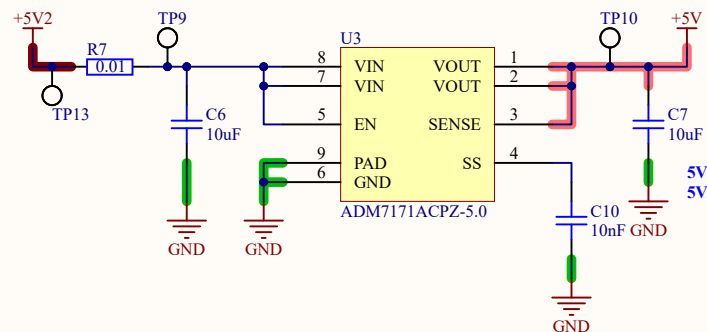 +5V2
TP9
TP10
+5V
R7
0.01
TP13
U3
8
VIN
VOUT
1
7
VIN
VOUT
2
5
EN
SENSE
3
9
PAD
SS
4
6
GND
ADM7171ACPZ-5.0
C6
10uF
C7
10uF
5V
5V
C10
10nF
GND
GND
GND
GND